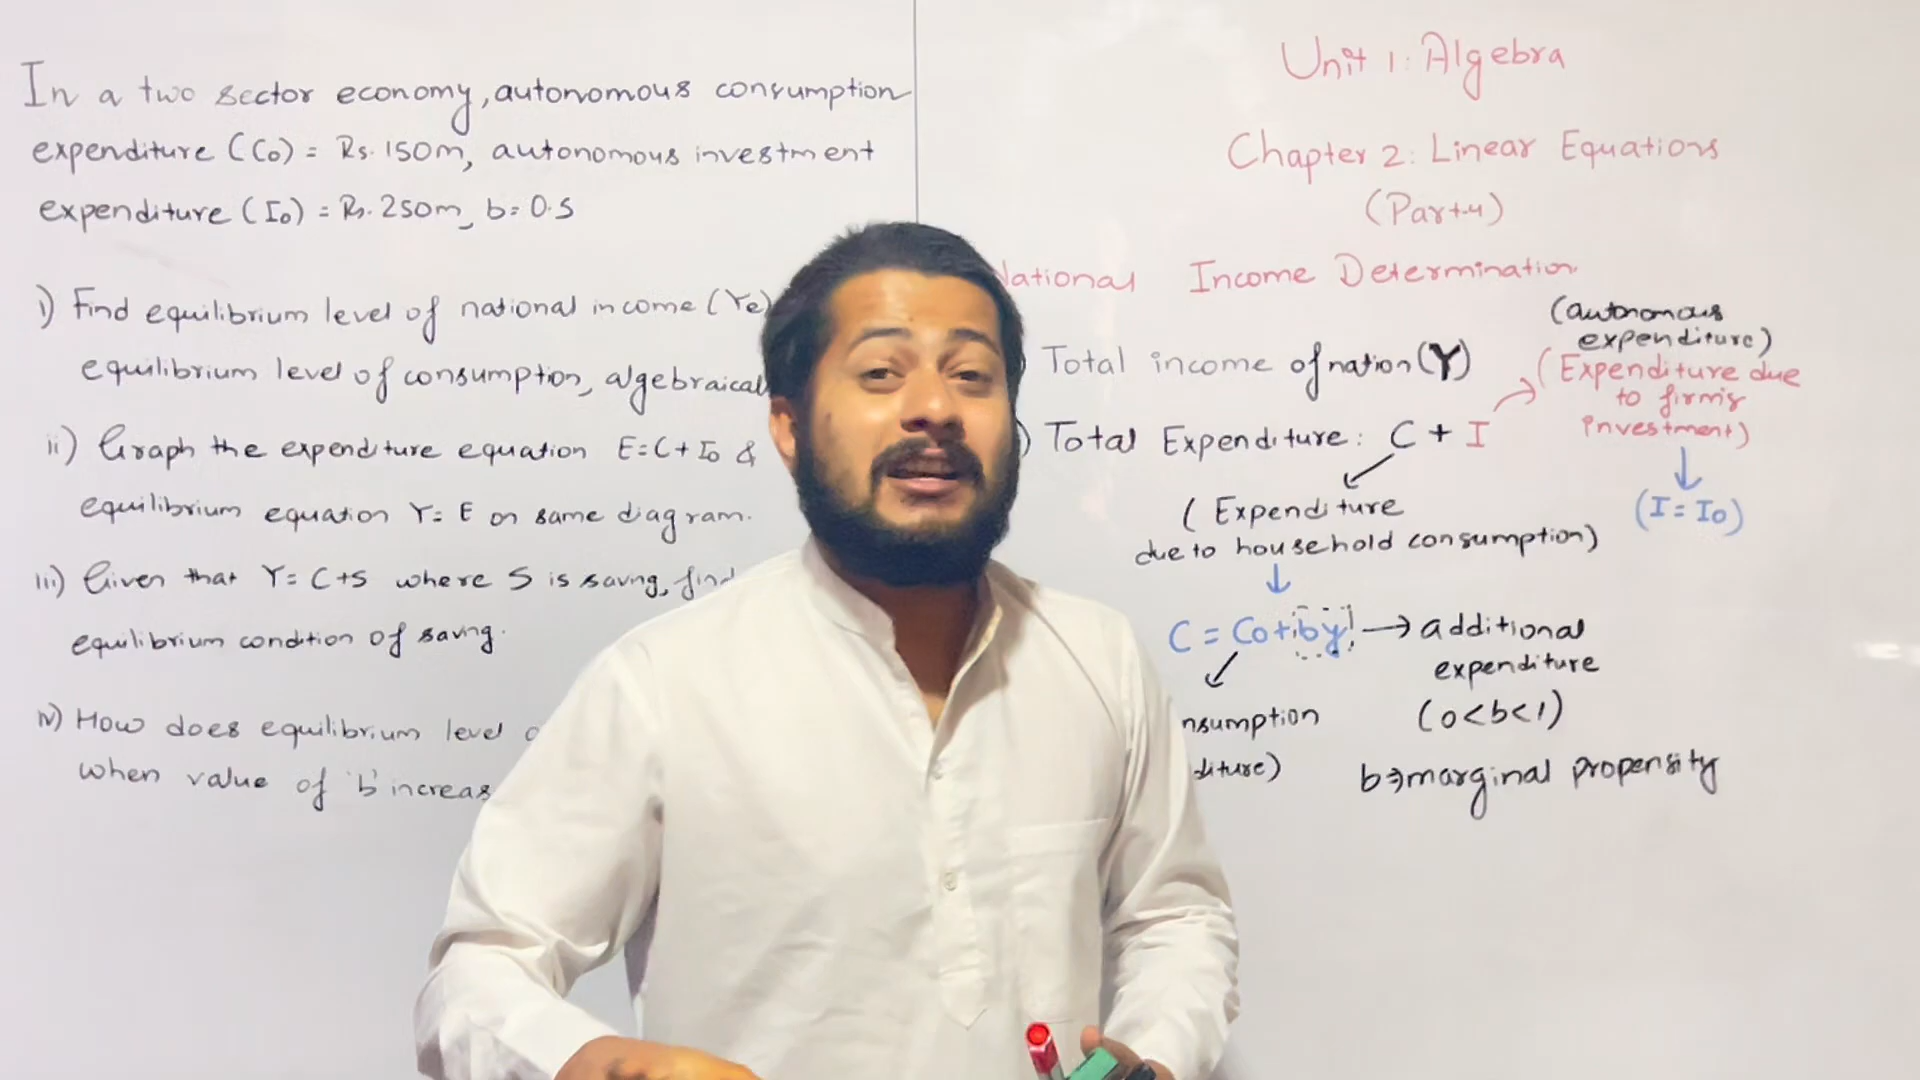 In a two sector economy, autonomous consumption
expenditure (C0) = Rs. 150m, autonomous investment
expenditure (I0) = Rs. 250m, b = 0.5
i) Find equilibrium level of national income (Ye)
equilibrium level of consumption, algebraical
ii) Graph the expenditure equation E=C+I0 &
equilibrium equation Y=E on same diagram.
iii) Given that Y=C+S where S is saving, find
equilibrium condition of saving.
iv) How does equilibrium level
when value of 'b' increas
Unit 1: Algebra
Chapter 2: Linear Equations
(Part-4)
National Income Determination
) Total income of nation (Y)
(autonomous
expenditure)
(Expenditure due
to firm's
investment)
(I = I0)
) Total Expenditure: C + I
(Expenditure
due to household consumption)
C = C0+by → additional
expenditure
(0<b<1)
nsumption
diture)
b→marginal propensity